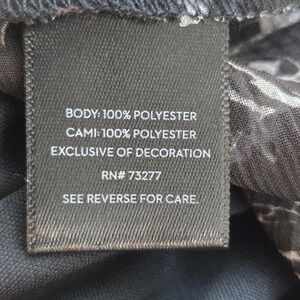 BODY: 100% POLYESTER
CAMI: 100% POLYESTER
EXCLUSIVE OF DECORATION
RN# 73277
SEE REVERSE FOR CARE.